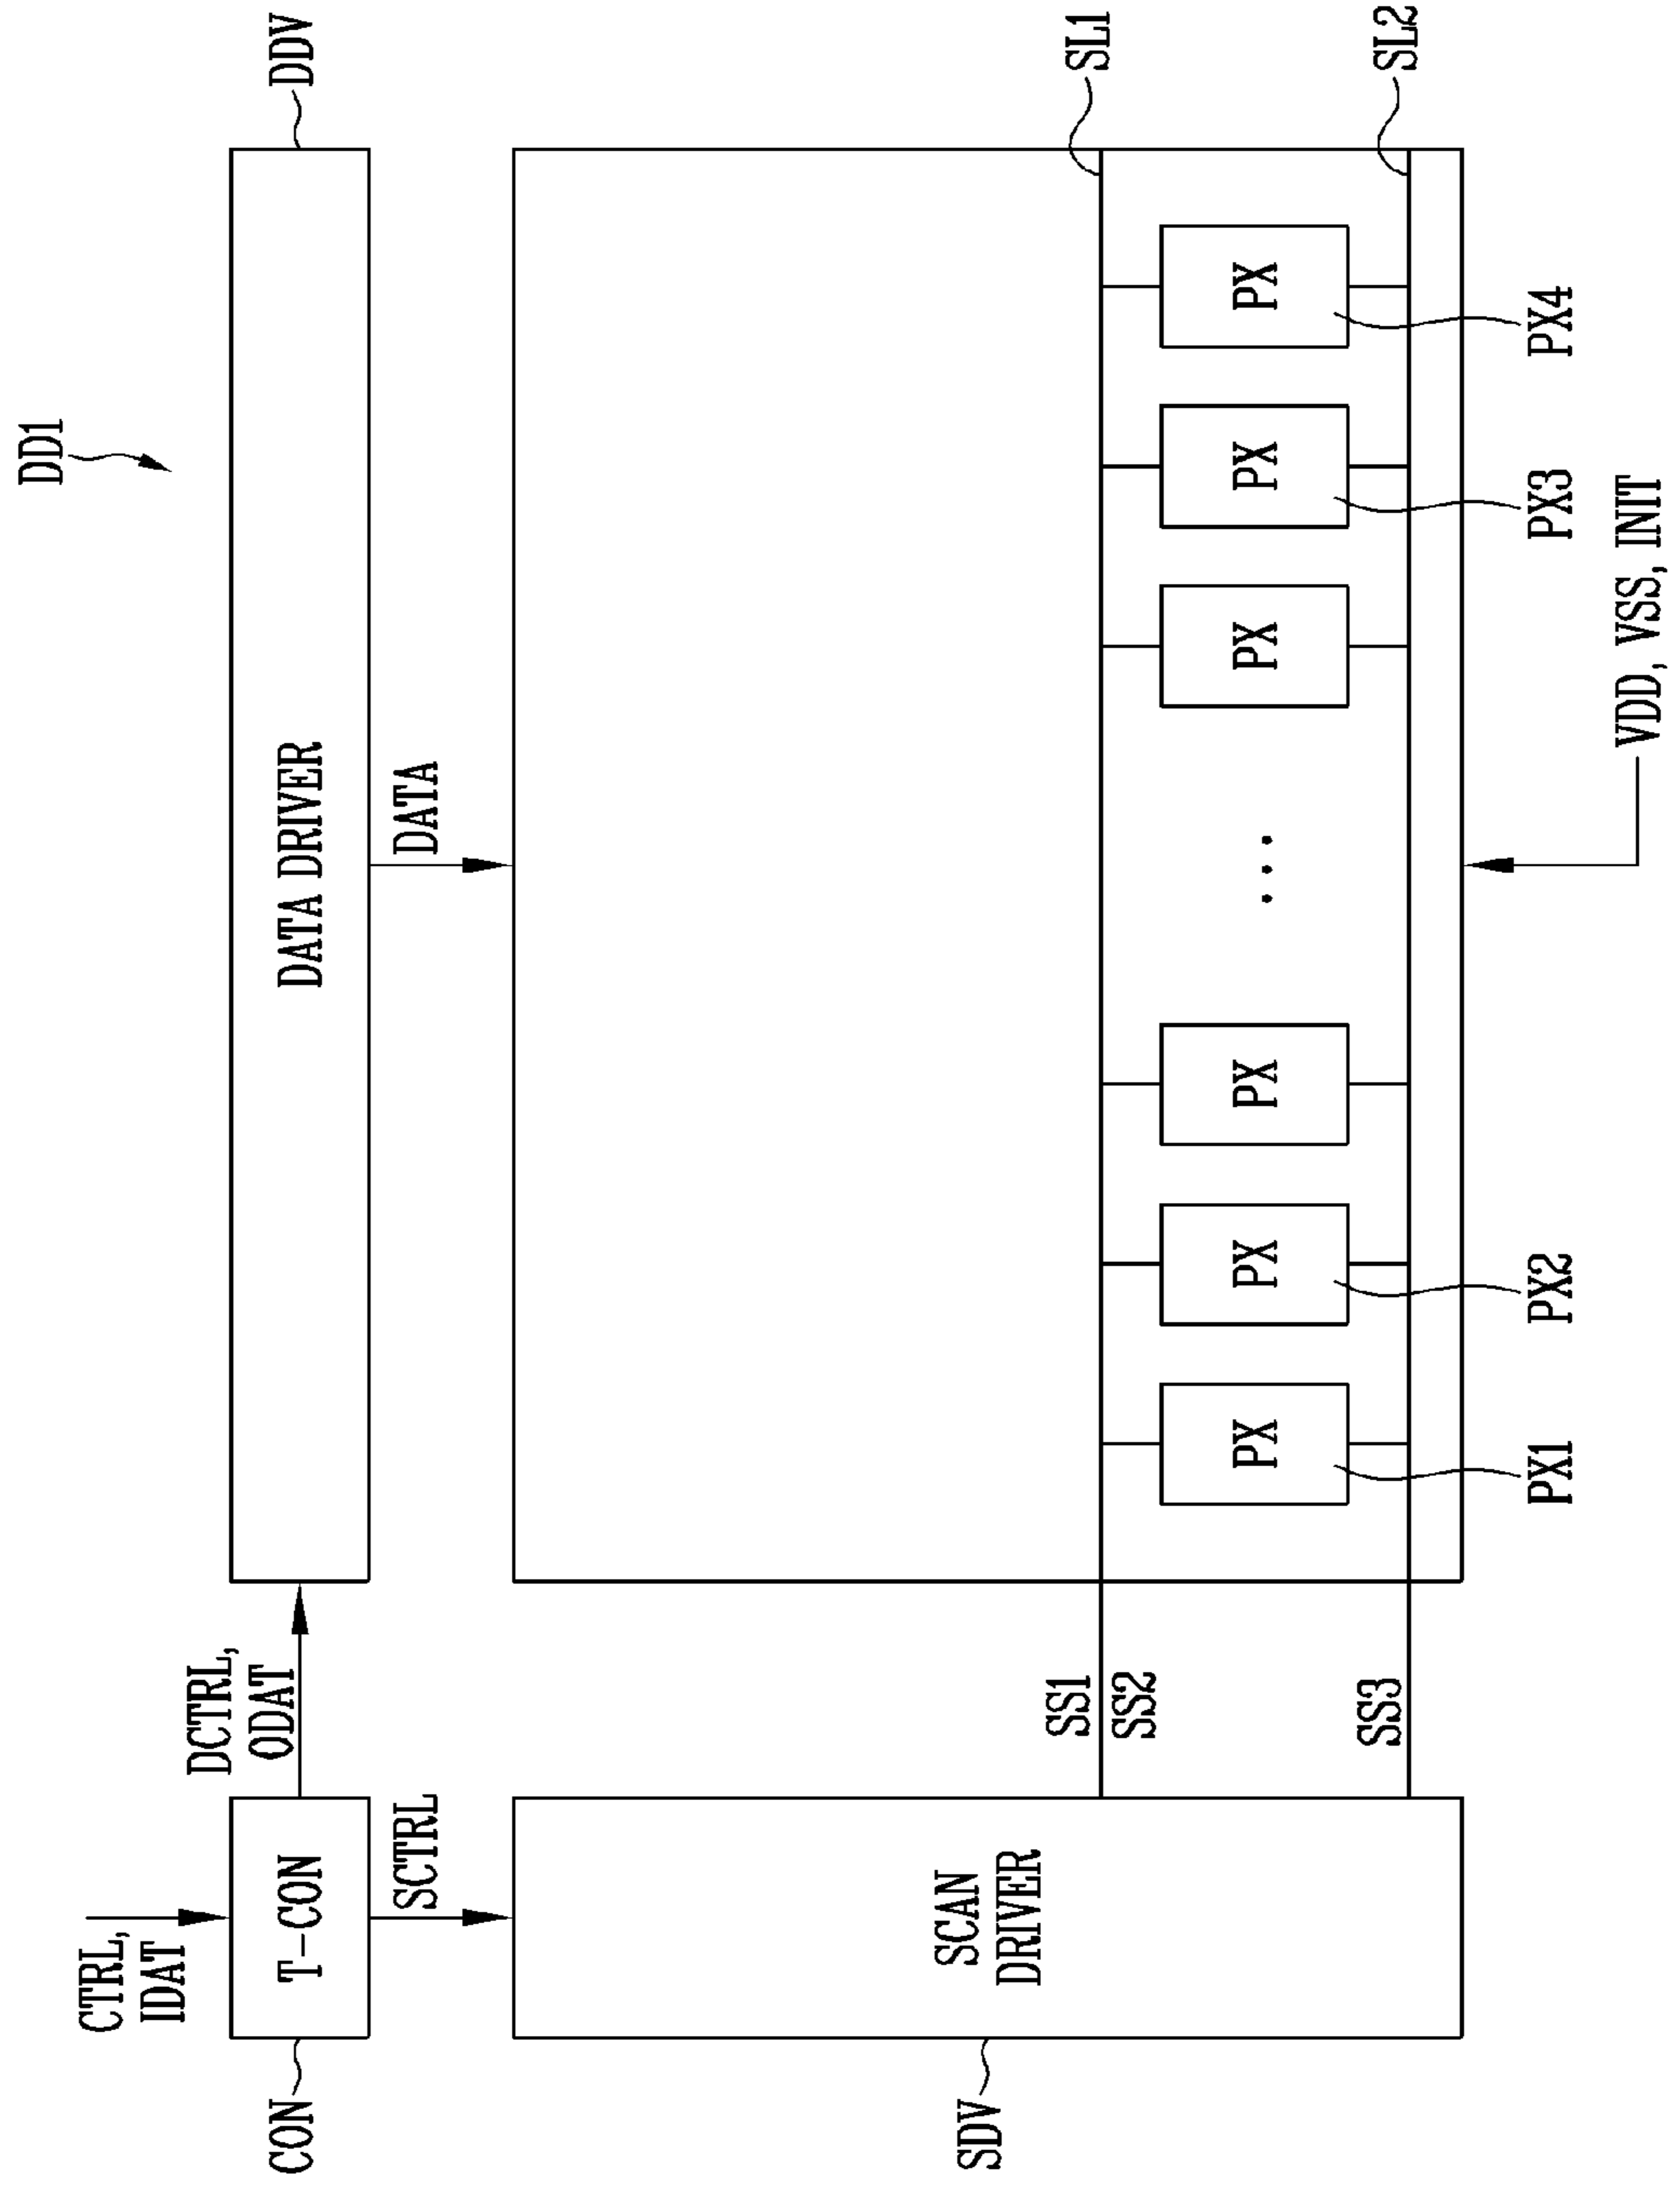 DD1
CTRL,
IDAT
CON
T-CON
DCTRL,
ODAT
DATA DRIVER
DDV
SCTRL
DATA
SDV
SCAN
DRIVER
SS1
SS2
SL1
PX
PX
PX
...
PX
PX
PX
SS3
SL2
PX1
PX2
PX3
PX4
VDD, VSS, INIT